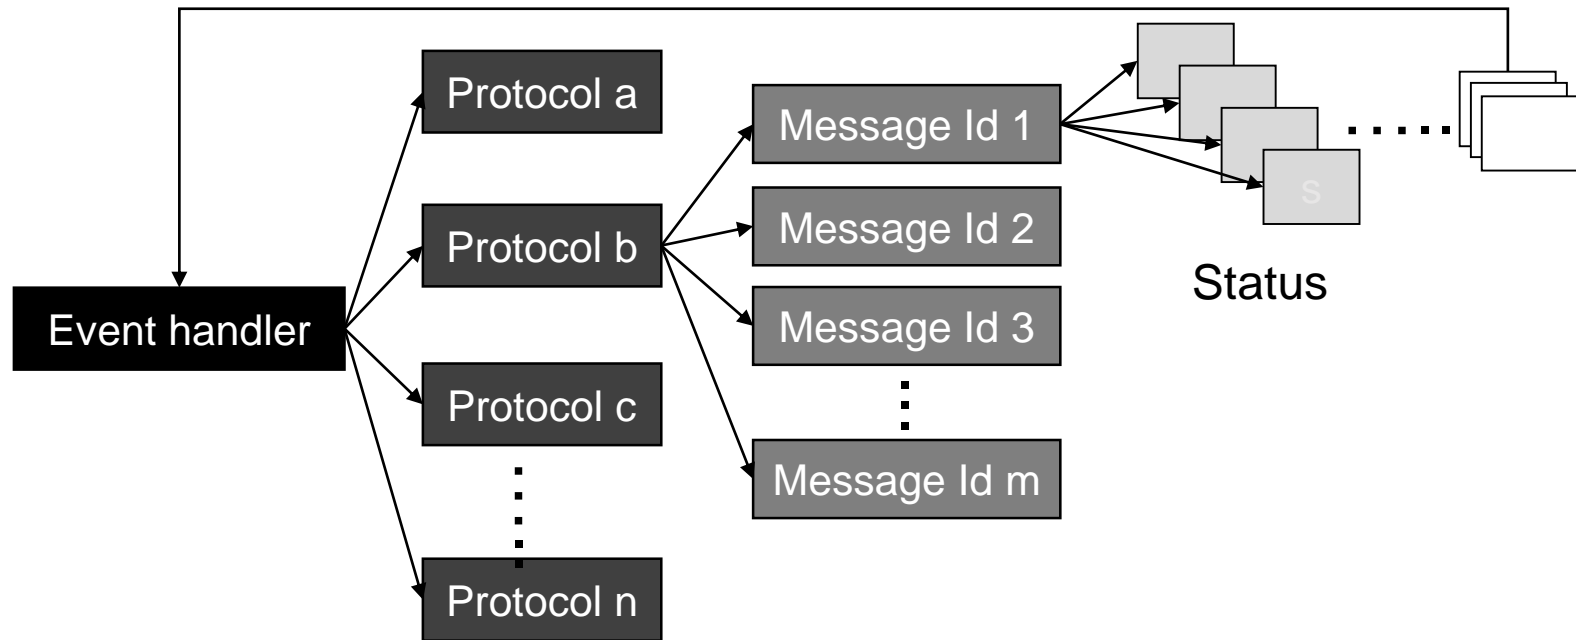 Event handler
Protocol a
Protocol b
Protocol c
Protocol n
Message Id 1
Message Id 2
Message Id 3
Message Id m
s
Status